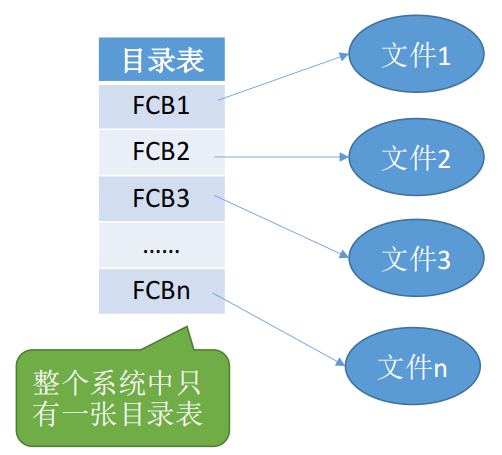 目录表
FCB1
FCB2
FCB3
……
FCBn
文件1
文件2
文件3
文件n
整个系统中只
有一张目录表